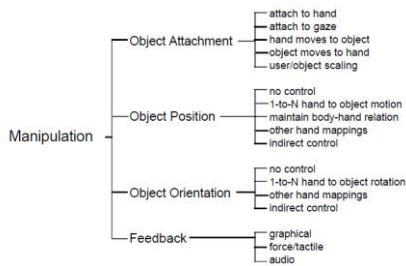 Manipulation
Object Attachment
attach to hand
attach to gaze
hand moves to object
object moves to hand
user/object scaling
Object Position
no control
1-to-N hand to object motion
maintain body-hand relation
other hand mappings
indirect control
Object Orientation
no control
1-to-N hand to object rotation
other hand mappings
indirect control
Feedback
graphical
force/tactile
audio